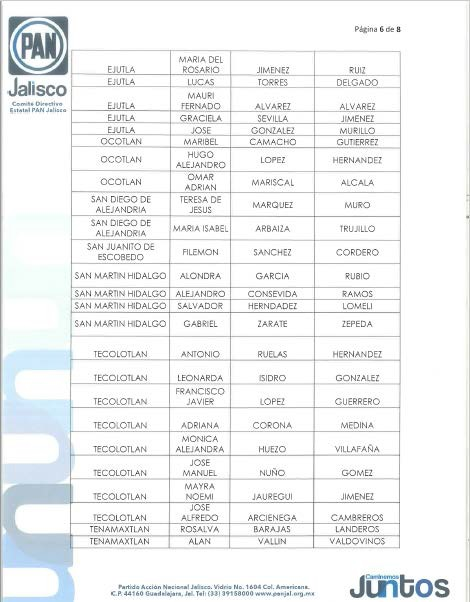 Página 6 de 8
PAN
Jalisco
Comité Directivo
Estatal PAN Jalisco
EJUTLA MARIA DEL ROSARIO JIMENEZ RUIZ
EJUTLA LUCAS TORRES DELGADO
EJUTLA MAURI FERNADO ALVAREZ ALVAREZ
EJUTLA GRACIELA SEVILLA JIMENEZ
EJUTLA JOSE GONZALEZ MURILLO
OCOTLAN MARIBEL CAMACHO GUTIERREZ
OCOTLAN HUGO ALEJANDRO LOPEZ HERNANDEZ
OCOTLAN OMAR ADRIAN MARISCAL ALCALA
SAN DIEGO DE ALEJANDRIA TERESA DE JESUS MARQUEZ MURO
SAN DIEGO DE ALEJANDRIA MARIA ISABEL ARBAIZA TRUJILLO
SAN JUANITO DE ESCOBEDO FILEMON SANCHEZ CORDERO
SAN MARTIN HIDALGO ALONDRA GARCIA RUBIO
SAN MARTIN HIDALGO ALEJANDRO CONSEVIDA RAMOS
SAN MARTIN HIDALGO SALVADOR HERNDADEZ LOMELI
SAN MARTIN HIDALGO GABRIEL ZARATE ZEPEDA
TECOLOTLAN ANTONIO RUELAS HERNANDEZ
TECOLOTLAN LEONARDA ISIDRO GONZALEZ
TECOLOTLAN FRANCISCO JAVIER LÓPEZ GUERRERO
TECOLOTLAN ADRIANA CORONA MEDINA
TECOLOTLAN MONICA ALEJANDRA HUEZO VILLAFAÑA
TECOLOTLAN JOSE MANUEL NUÑO GOMEZ
TECOLOTLAN MAYRA NOEMI JAUREGUI JIMENEZ
TECOLOTLAN JOSE ALFREDO ARCIENEGA CAMBREROS
TENAMAXTLAN ROSALVA BARAJAS LANDEROS
TENAMAXTLAN ALAN VALLIN VALDOVINOS
Partido Acción Nacional Jalisco. Vidrio No. 1604 Col. Americana.
C.P. 44160 Guadalajara, Jal. Tel: (33) 39158000 www.panjal.org.mx
Caminemos
Juntos